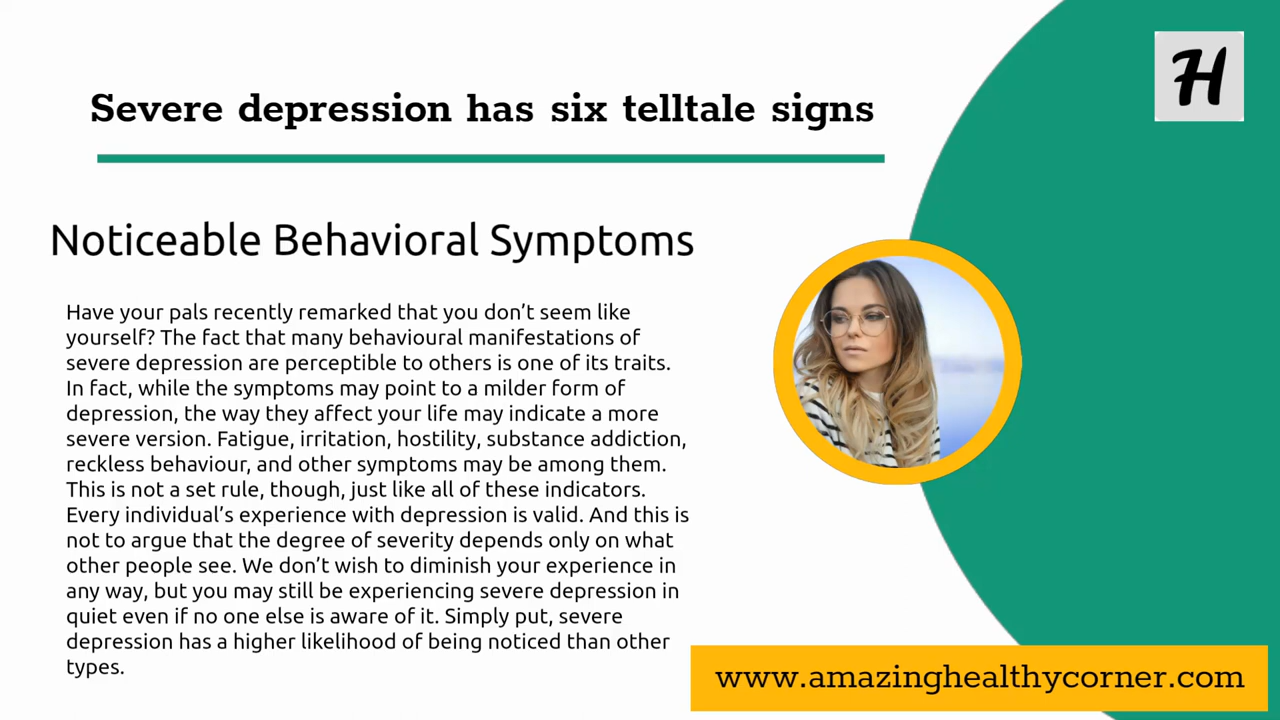 H
Severe depression has six telltale signs
Noticeable Behavioral Symptoms
Have your pals recently remarked that you don't seem like
yourself? The fact that many behavioural manifestations of
severe depression are perceptible to others is one of its traits.
In fact, while the symptoms may point to a milder form of
depression, the way they affect your life may indicate a more
severe version. Fatigue, irritation, hostility, substance addiction,
reckless behaviour, and other symptoms may be among them.
This is not a set rule, though, just like all of these indicators.
Every individual's experience with depression is valid. And this is
not to argue that the degree of severity depends only on what
other people see. We don't wish to diminish your experience in
any way, but you may still be experiencing severe depression in
quiet even if no one else is aware of it. Simply put, severe
depression has a higher likelihood of being noticed than other
types.
www.amazinghealthycorner.com